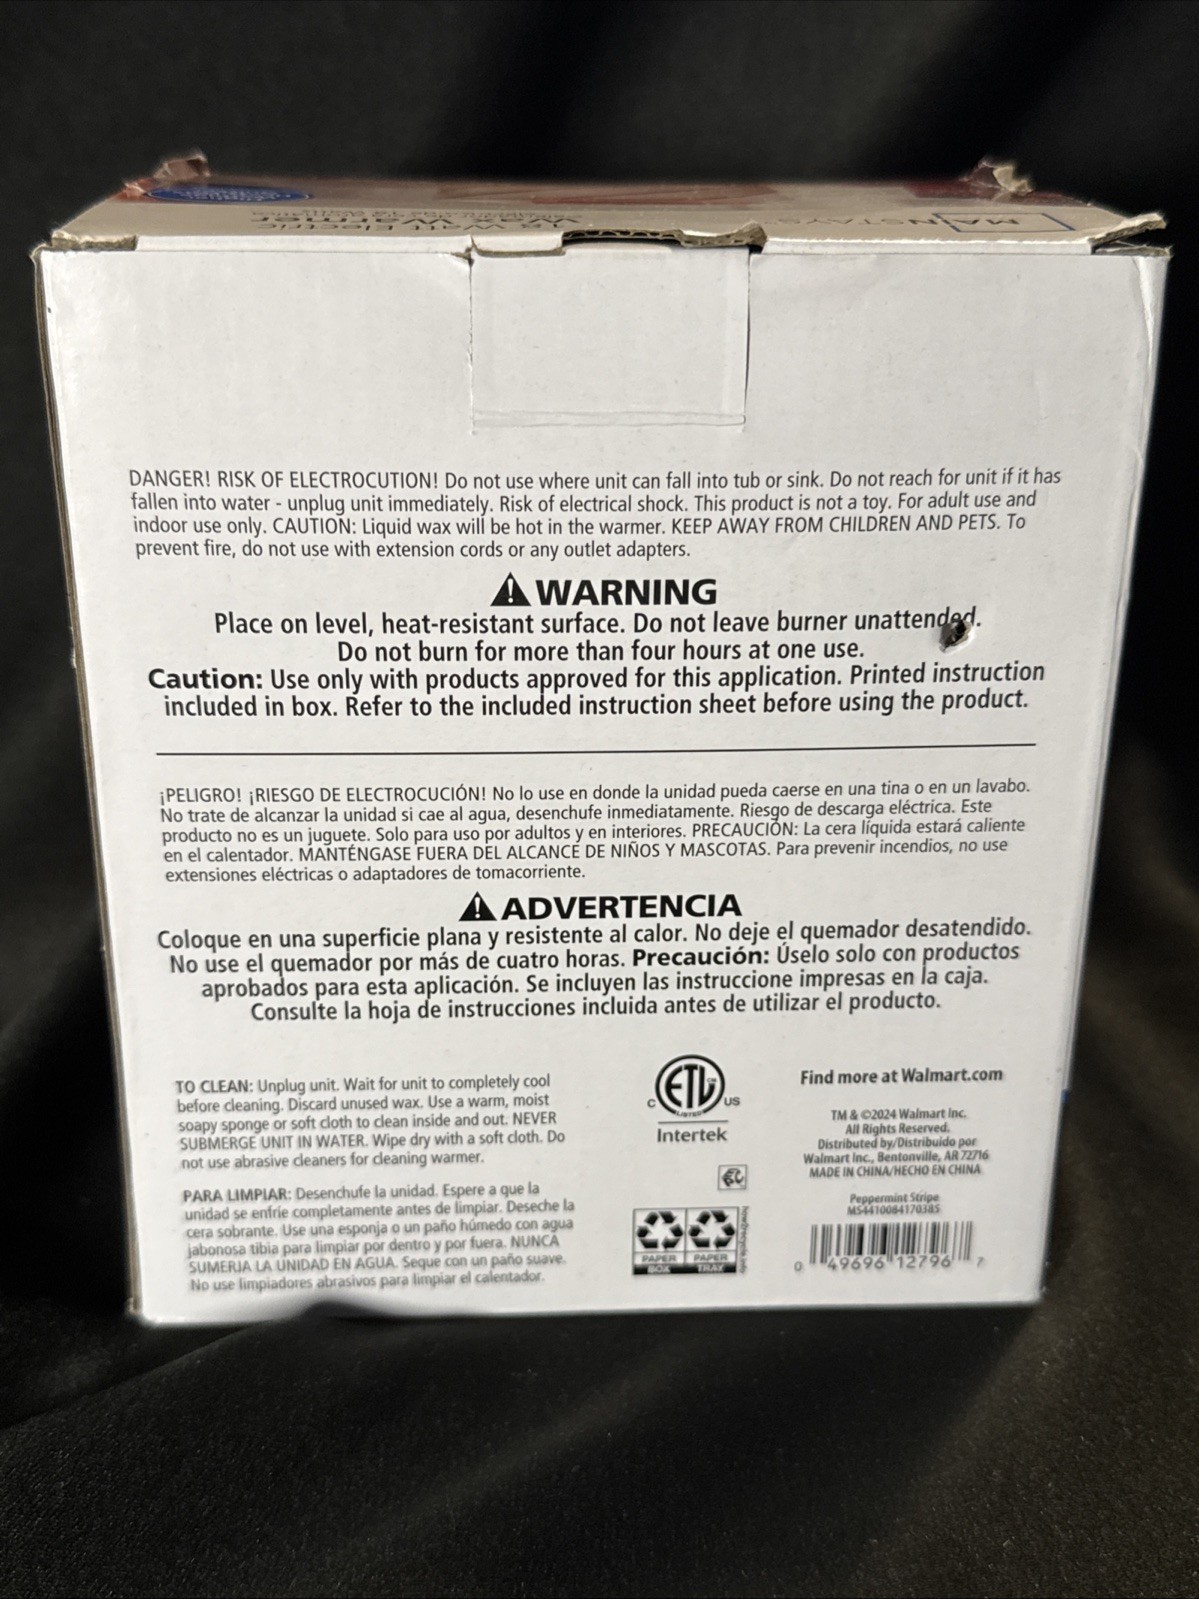 MAINSTAYS
Watt Electric
Wax Warmer
DANGER! RISK OF ELECTROCUTION! Do not use where unit can fall into tub or sink. Do not reach for unit if it has
fallen into water - unplug unit immediately. Risk of electrical shock. This product is not a toy. For adult use and
indoor use only. CAUTION: Liquid wax will be hot in the warmer. KEEP AWAY FROM CHILDREN AND PETS. To
prevent fire, do not use with extension cords or any outlet adapters.
⚠ WARNING
Place on level, heat-resistant surface. Do not leave burner unattended.
Do not burn for more than four hours at one use.
Caution: Use only with products approved for this application. Printed instruction
included in box. Refer to the included instruction sheet before using the product.
¡PELIGRO! ¡RIESGO DE ELECTROCUCIÓN! No lo use en donde la unidad pueda caerse en una tina o en un lavabo.
No trate de alcanzar la unidad si cae al agua, desenchufe inmediatamente. Riesgo de descarga eléctrica. Este
producto no es un juguete. Solo para uso por adultos y en interiores. PRECAUCIÓN: La cera líquida estará caliente
en el calentador. MANTÉNGASE FUERA DEL ALCANCE DE NIÑOS Y MASCOTAS. Para prevenir incendios, no use
extensiones eléctricas o adaptadores de tomacorriente.
⚠ ADVERTENCIA
Coloque en una superficie plana y resistente al calor. No deje el quemador desatendido.
No use el quemador por más de cuatro horas. Precaución: Úselo solo con productos
aprobados para esta aplicación. Se incluyen las instruccione impresas en la caja.
Consulte la hoja de instrucciones incluida antes de utilizar el producto.
TO CLEAN: Unplug unit. Wait for unit to completely cool
before cleaning. Discard unused wax. Use a warm, moist
soapy sponge or soft cloth to clean inside and out. NEVER
SUBMERGE UNIT IN WATER. Wipe dry with a soft cloth. Do
not use abrasive cleaners for cleaning warmer.
PARA LIMPIAR: Desenchufe la unidad. Espere a que la
unidad se enfríe completamente antes de limpiar. Deseche la
cera sobrante. Use una esponja o un paño húmedo con agua
jabonosa tibia para limpiar por dentro y por fuera. NUNCA
SUMERJA LA UNIDAD EN AGUA. Seque con un paño suave.
No use limpiadores abrasivos para limpiar el calentador.
ETL
C US
LISTED
Intertek
PAPER PAPER
BOX TRAY
how2recycle.info
Find more at Walmart.com
TM & ©2024 Walmart Inc.
All Rights Reserved.
Distributed by/Distribuido por
Walmart Inc., Bentonville, AR 72716
MADE IN CHINA/HECHO EN CHINA
Peppermint Stripe
MS4410084170385
0 49696 12796 7